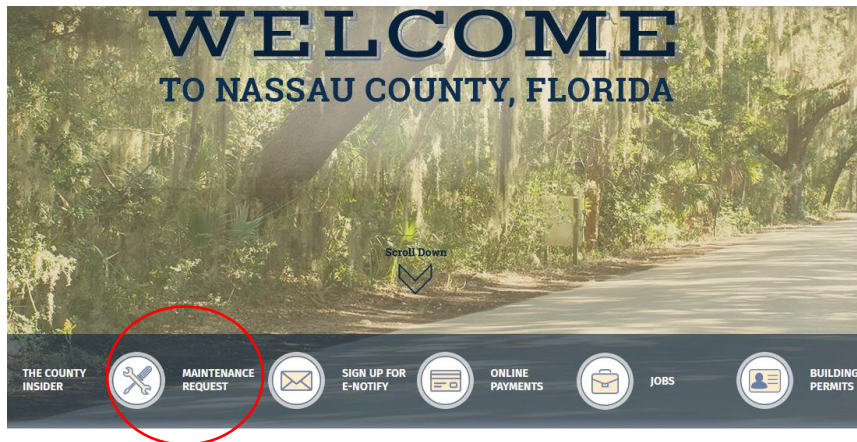 WELCOME
TO NASSAU COUNTY, FLORIDA
Scroll Down
THE COUNTY
INSIDER
MAINTENANCE
REQUEST
SIGN UP FOR
E-NOTIFY
ONLINE
PAYMENTS
JOBS
BUILDING
PERMITS